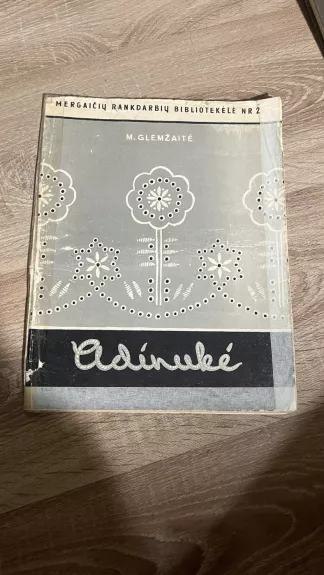 MERGAIČIŲ RANKDARBIŲ BIBLIOTEKĖLĖ NR 2
M. GLEMŽAITĖ
Adinukė